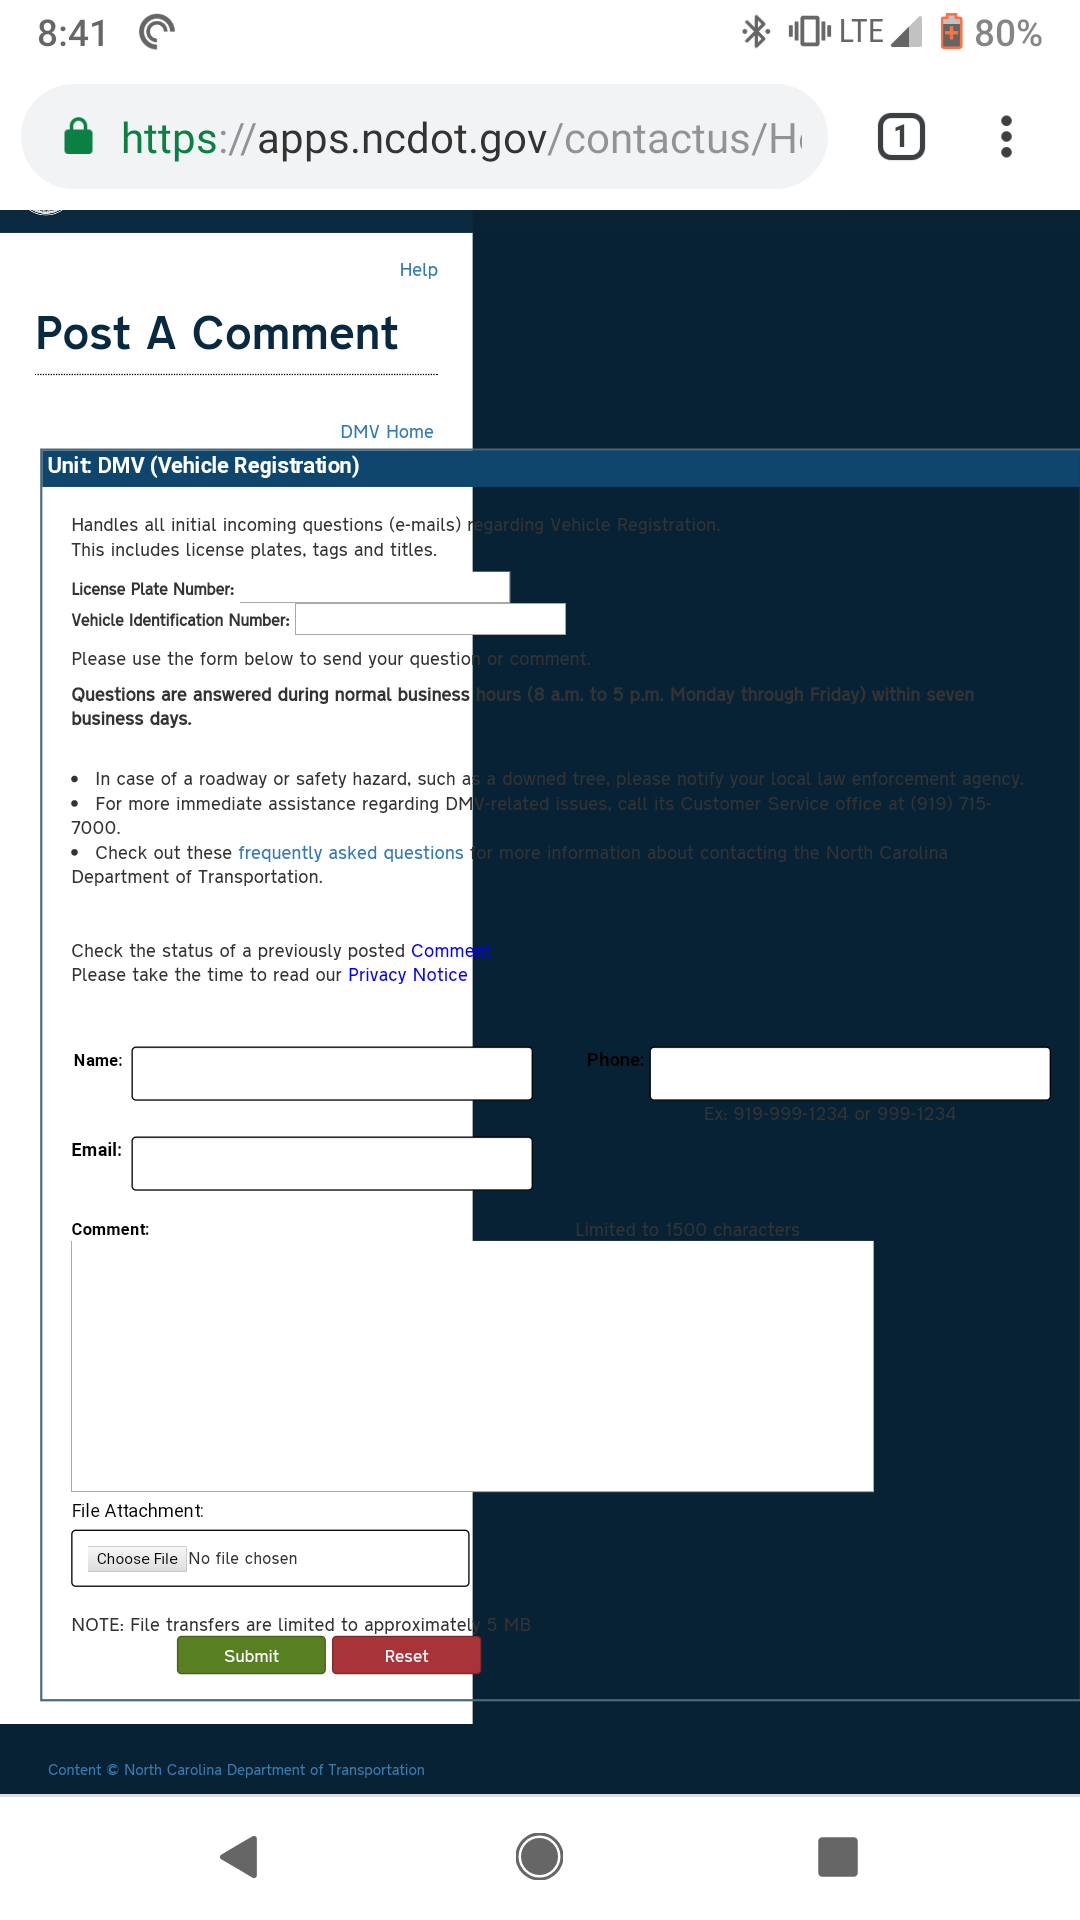 8:41 LTE 80%
https://apps.ncdot.gov/contactus/H
1
Help
Post A Comment
DMV Home
Unit: DMV (Vehicle Registration)
Handles all initial incoming questions (e-mails) regarding Vehicle Registration.
This includes license plates, tags and titles.
License Plate Number:
Vehicle Identification Number:
Please use the form below to send your question or comment.
Questions are answered during normal business hours (8 a.m. to 5 p.m. Monday through Friday) within seven
business days.
• In case of a roadway or safety hazard, such as a downed tree, please notify your local law enforcement agency.
• For more immediate assistance regarding DMV-related issues, call its Customer Service office at (919) 715-
7000.
• Check out these frequently asked questions for more information about contacting the North Carolina
Department of Transportation.
Check the status of a previously posted Comment
Please take the time to read our Privacy Notice
Name: Phone:
Ex: 919-999-1234 or 999-1234
Email:
Comment: Limited to 1500 characters
File Attachment:
Choose File No file chosen
NOTE: File transfers are limited to approximately 5 MB
Submit Reset
Content © North Carolina Department of Transportation